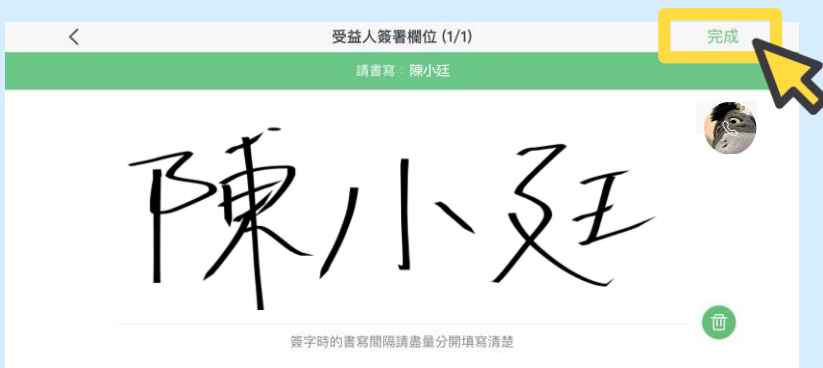 受益人簽署欄位 (1/1) 完成
請書寫：陳小廷
陳小廷
簽字時的書寫間隔請盡量分開填寫清楚